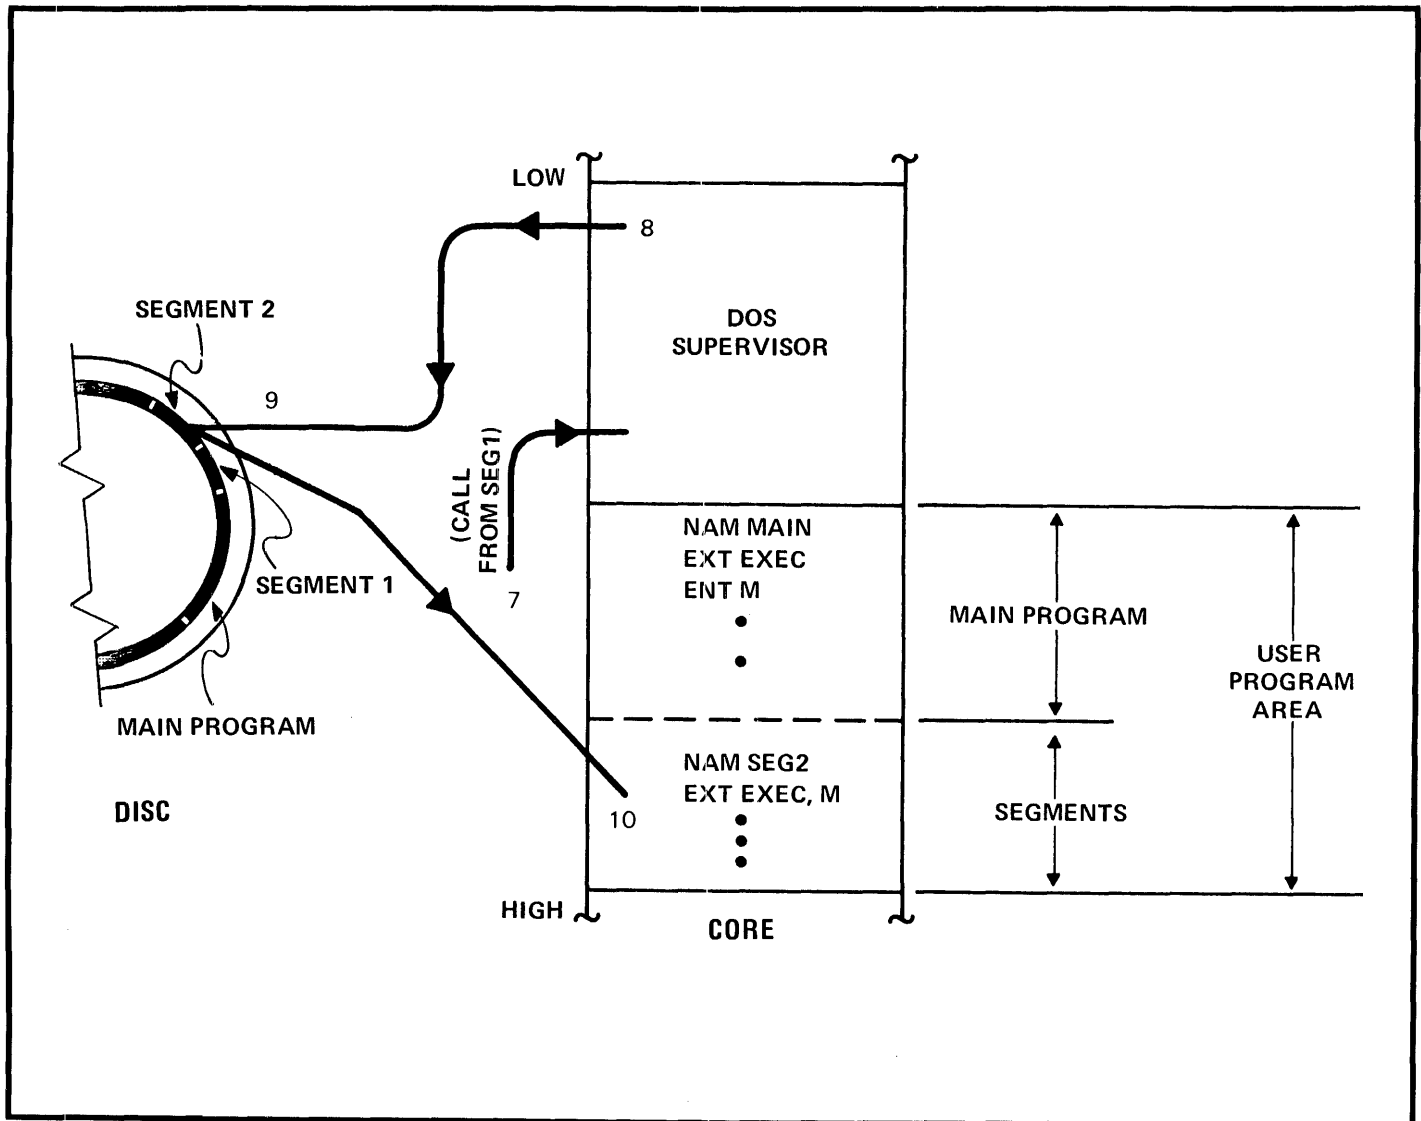 LOW
8
SEGMENT 2
DOS
SUPERVISOR
9
(CALL
FROM SEG1)
NAM MAIN
EXT EXEC
ENT M
SEGMENT 1
7
MAIN PROGRAM
USER
PROGRAM
AREA
MAIN PROGRAM
NAM SEG2
EXT EXEC, M
10
SEGMENTS
DISC
HIGH
CORE